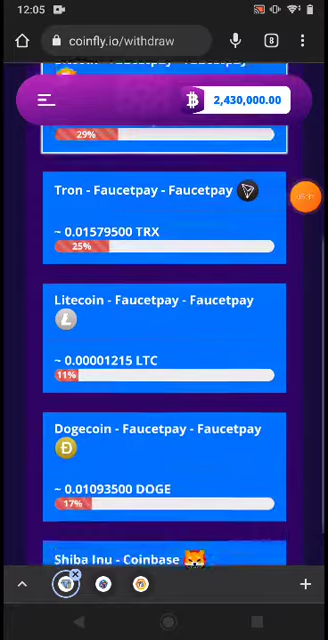 12:05
coinfly.io/withdraw
8
2,430,000.00
29%
Tron - Faucetpay - Faucetpay
~ 0.01579500 TRX
25%
Litecoin - Faucetpay - Faucetpay
~ 0.00001215 LTC
11%
Dogecoin - Faucetpay - Faucetpay
~ 0.01093500 DOGE
17%
Shiba Inu - Coinbase